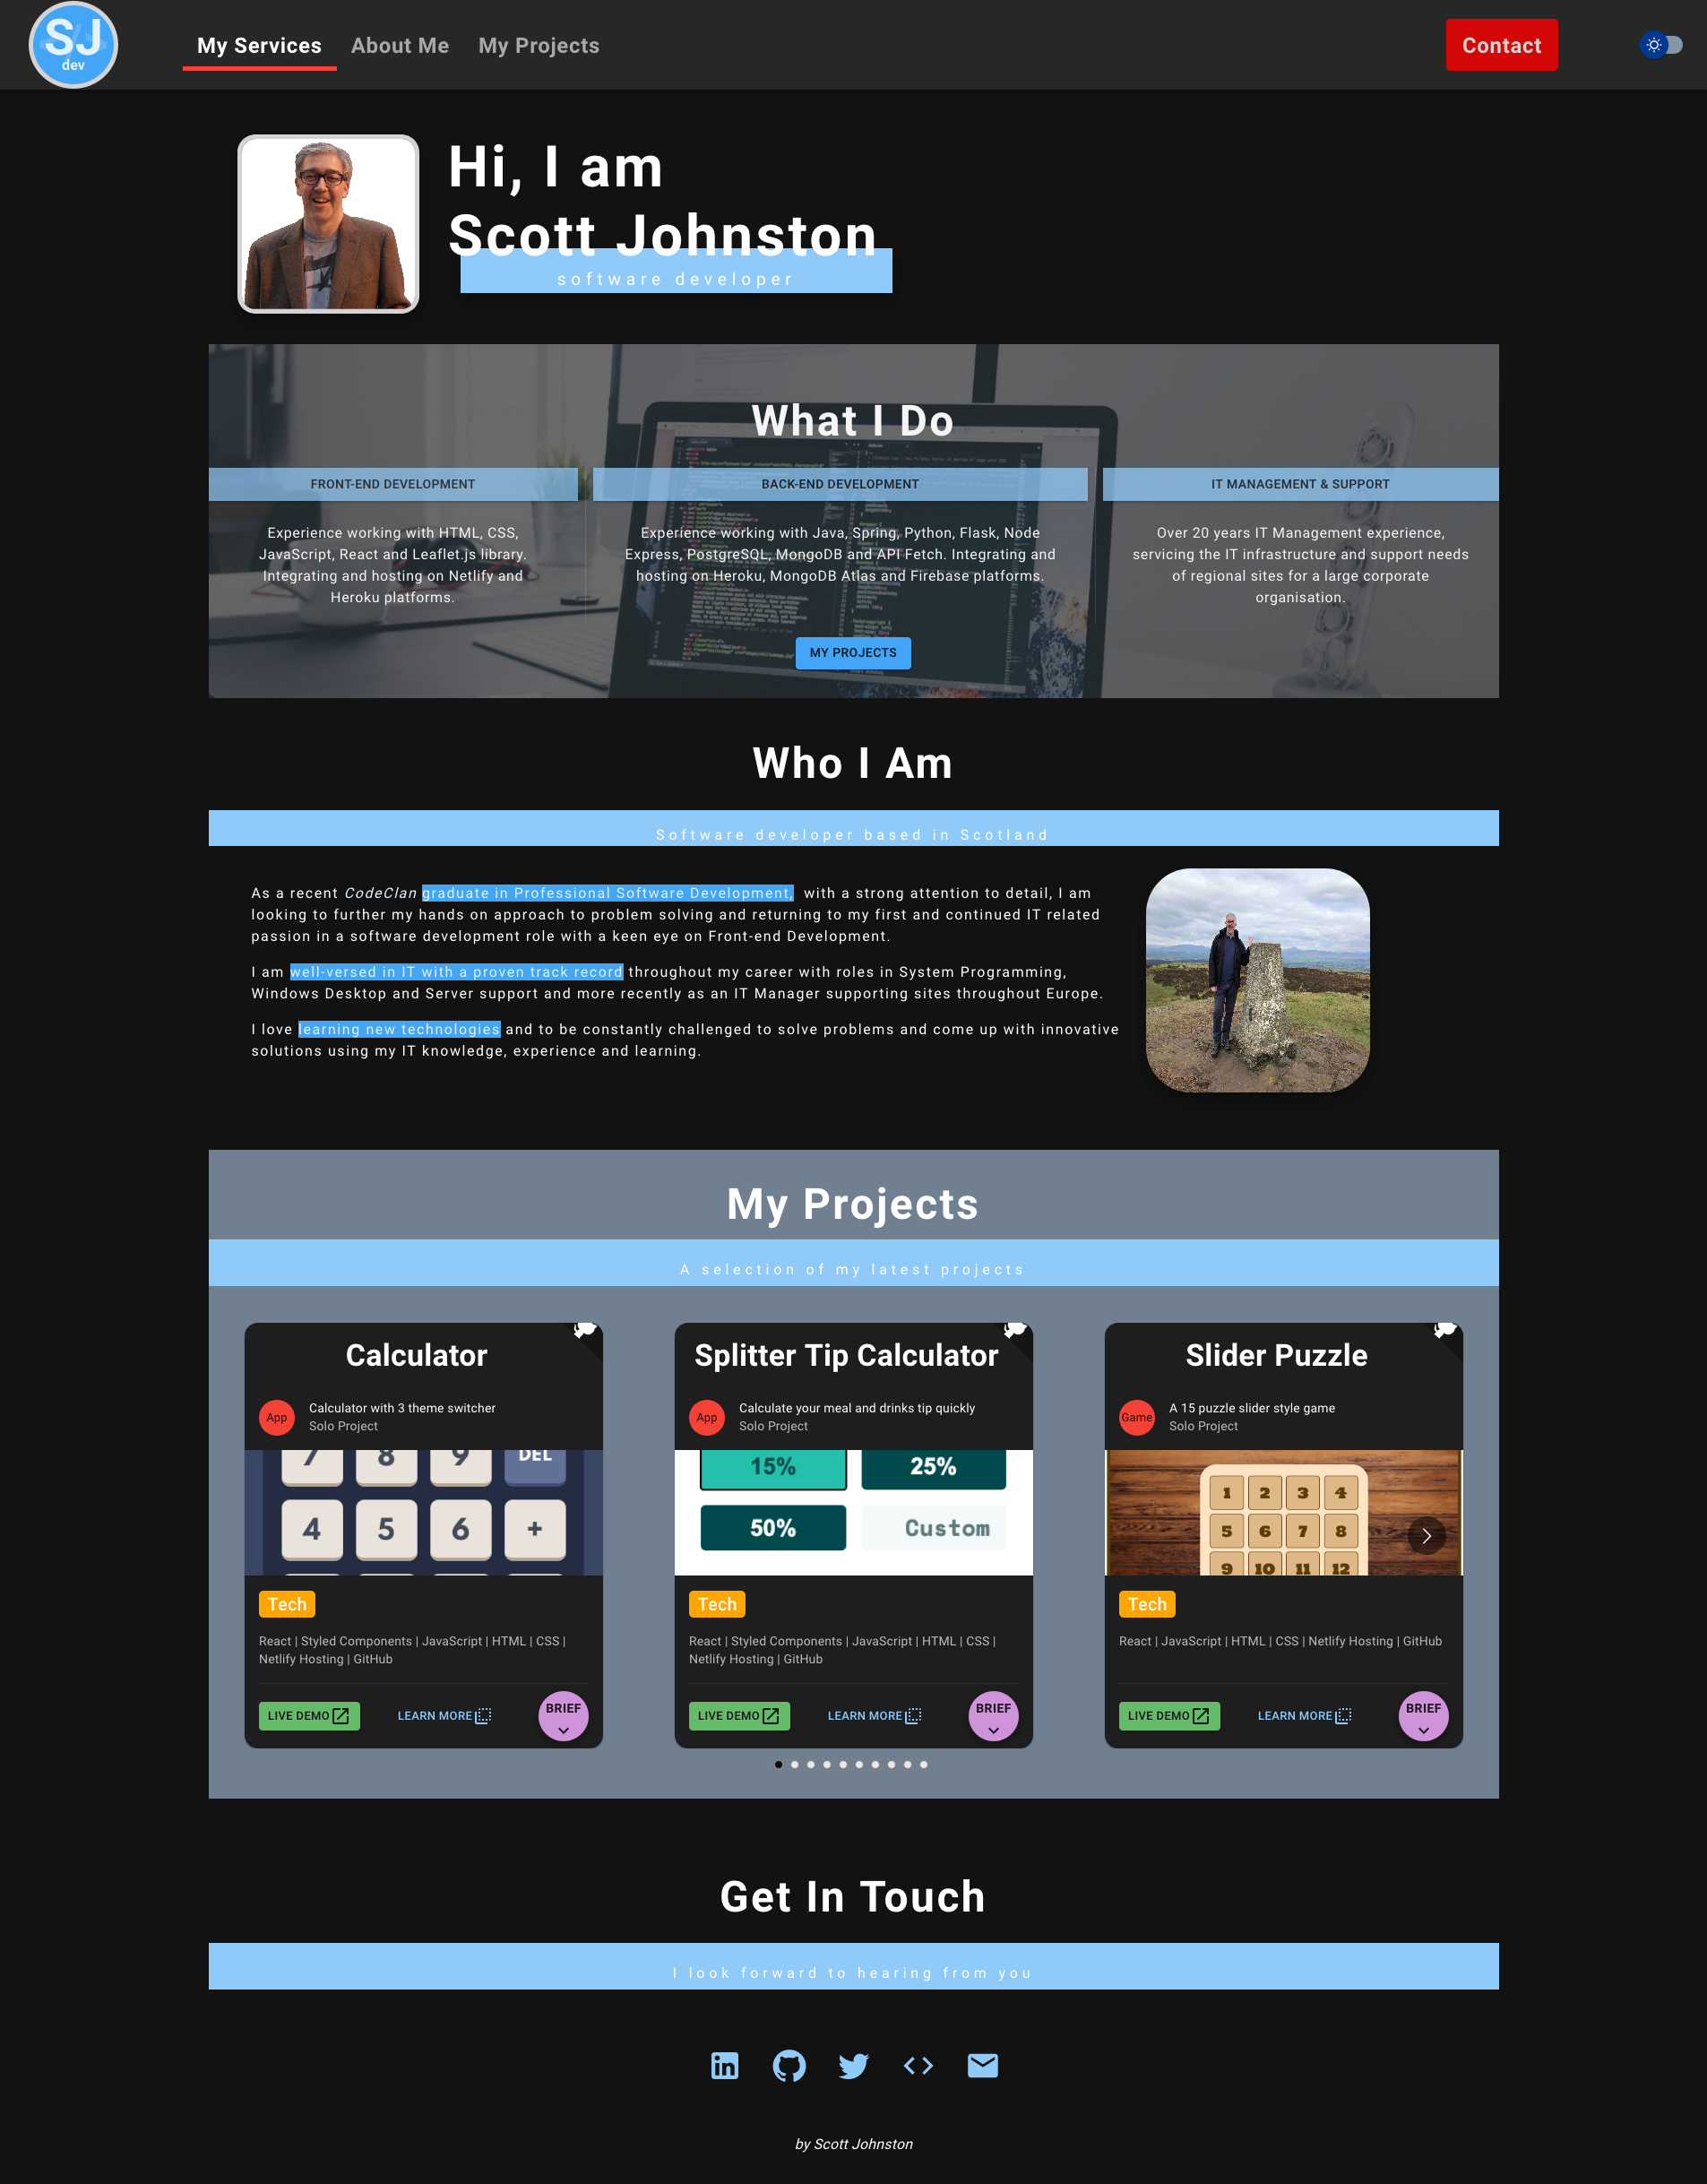 SJ
dev
My Services
About Me
My Projects
Contact
Hi, I am
Scott Johnston
software developer
What I Do
FRONT-END DEVELOPMENT
Experience working with HTML, CSS,
JavaScript, React and Leaflet.js library.
Integrating and hosting on Netlify and
Heroku platforms.
BACK-END DEVELOPMENT
Experience working with Java, Spring, Python, Flask, Node
Express, PostgreSQL, MongoDB and API Fetch. Integrating and
hosting on Heroku, MongoDB Atlas and Firebase platforms.
IT MANAGEMENT & SUPPORT
Over 20 years IT Management experience,
servicing the IT infrastructure and support needs
of regional sites for a large corporate
organisation.
MY PROJECTS
Who I Am
Software developer based in Scotland
As a recent CodeClan graduate in Professional Software Development, with a strong attention to detail, I am
looking to further my hands on approach to problem solving and returning to my first and continued IT related
passion in a software development role with a keen eye on Front-end Development.
I am well-versed in IT with a proven track record throughout my career with roles in System Programming,
Windows Desktop and Server support and more recently as an IT Manager supporting sites throughout Europe.
I love learning new technologies and to be constantly challenged to solve problems and come up with innovative
solutions using my IT knowledge, experience and learning.
My Projects
A selection of my latest projects
Calculator
App
Calculator with 3 theme switcher
Solo Project
7 8 9 DEL
4 5 6 +
Tech
React | Styled Components | JavaScript | HTML | CSS |
Netlify Hosting | GitHub
LIVE DEMO
LEARN MORE
BRIEF
Splitter Tip Calculator
App
Calculate your meal and drinks tip quickly
Solo Project
15% 25%
50% Custom
Tech
React | Styled Components | JavaScript | HTML | CSS |
Netlify Hosting | GitHub
LIVE DEMO
LEARN MORE
BRIEF
Slider Puzzle
Game
A 15 puzzle slider style game
Solo Project
1 2 3 4
5 6 7 8
9 10 11 12
Tech
React | JavaScript | HTML | CSS | Netlify Hosting | GitHub
LIVE DEMO
LEARN MORE
BRIEF
Get In Touch
I look forward to hearing from you
in
by Scott Johnston